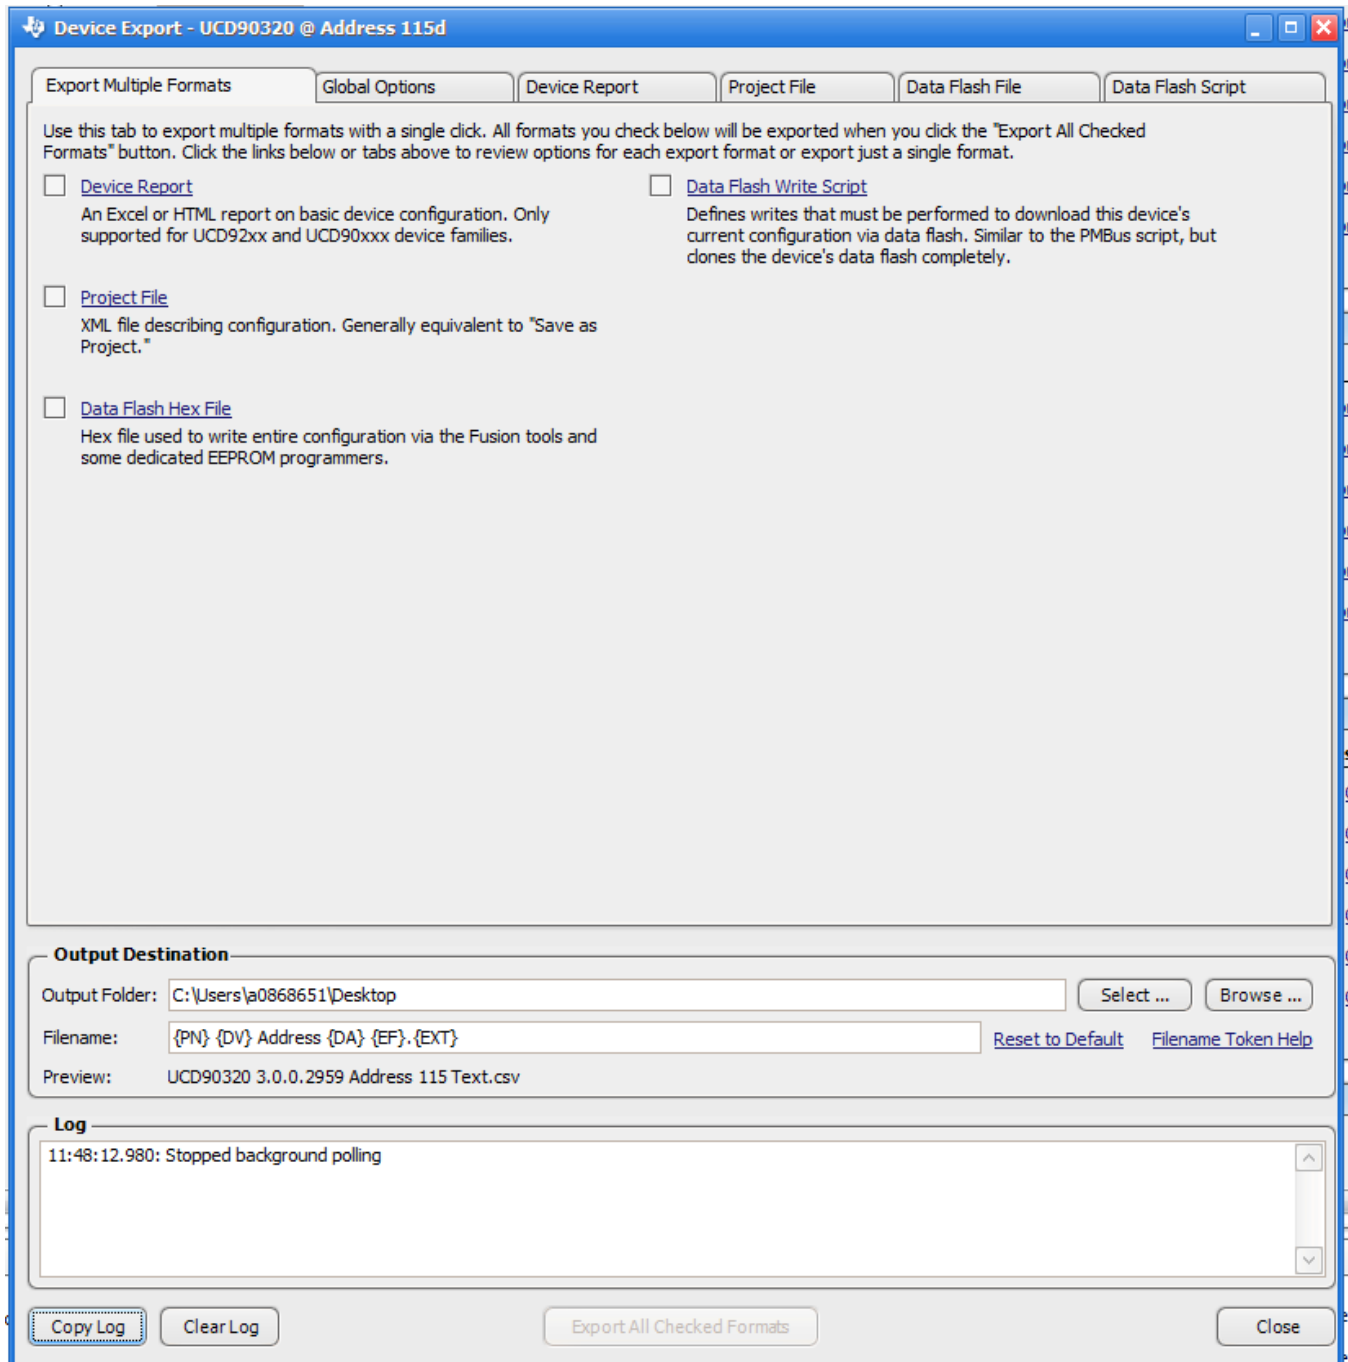 Device Export - UCD90320 @ Address 115d
Export Multiple Formats
Global Options
Device Report
Project File
Data Flash File
Data Flash Script
Use this tab to export multiple formats with a single click. All formats you check below will be exported when you click the "Export All Checked
Formats" button. Click the links below or tabs above to review options for each export format or export just a single format.
Device Report
An Excel or HTML report on basic device configuration. Only
supported for UCD92xx and UCD90xxx device families.
Project File
XML file describing configuration. Generally equivalent to "Save as
Project."
Data Flash Hex File
Hex file used to write entire configuration via the Fusion tools and
some dedicated EEPROM programmers.
Data Flash Write Script
Defines writes that must be performed to download this device's
current configuration via data flash. Similar to the PMBus script, but
clones the device's data flash completely.
Output Destination
Output Folder: C:\Users\a0868651\Desktop
Select ...
Browse ...
Filename: {PN} {DV} Address {DA} {EF}.{EXT}
Reset to Default
Filename Token Help
Preview: UCD90320 3.0.0.2959 Address 115 Text.csv
Log
11:48:12.980: Stopped background polling
Copy Log
Clear Log
Export All Checked Formats
Close